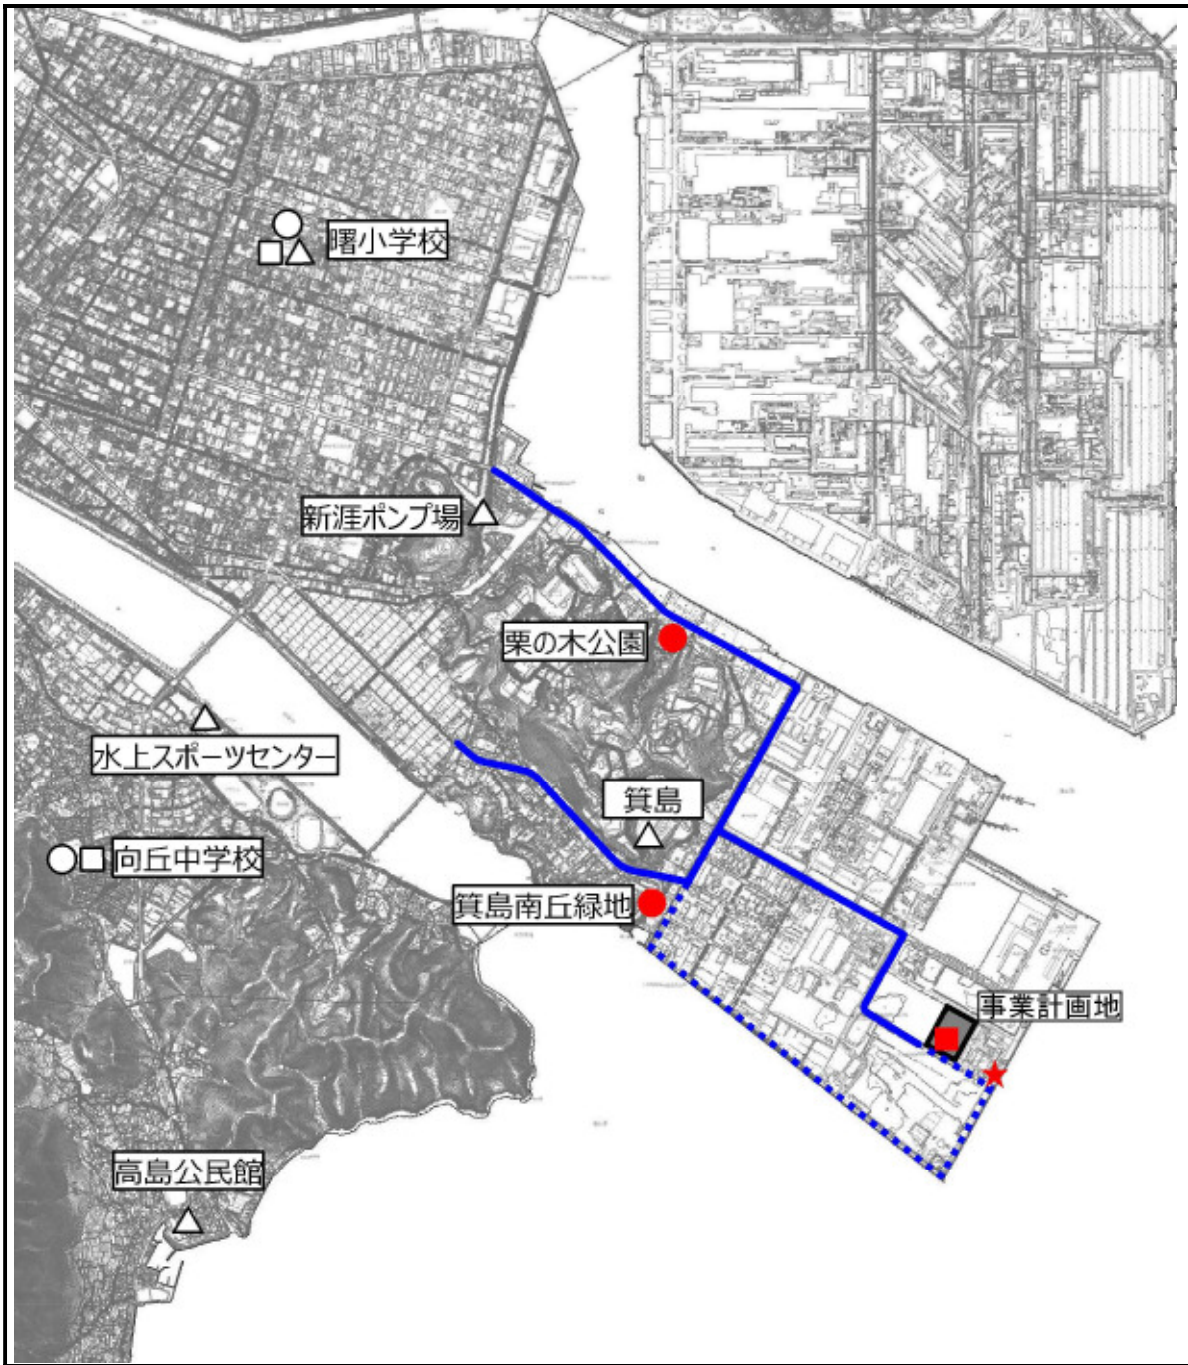 曙小学校
新涯ポンプ場
栗の木公園
水上スポーツセンター
箕島
向丘中学校
箕島南丘緑地
事業計画地
高島公民館